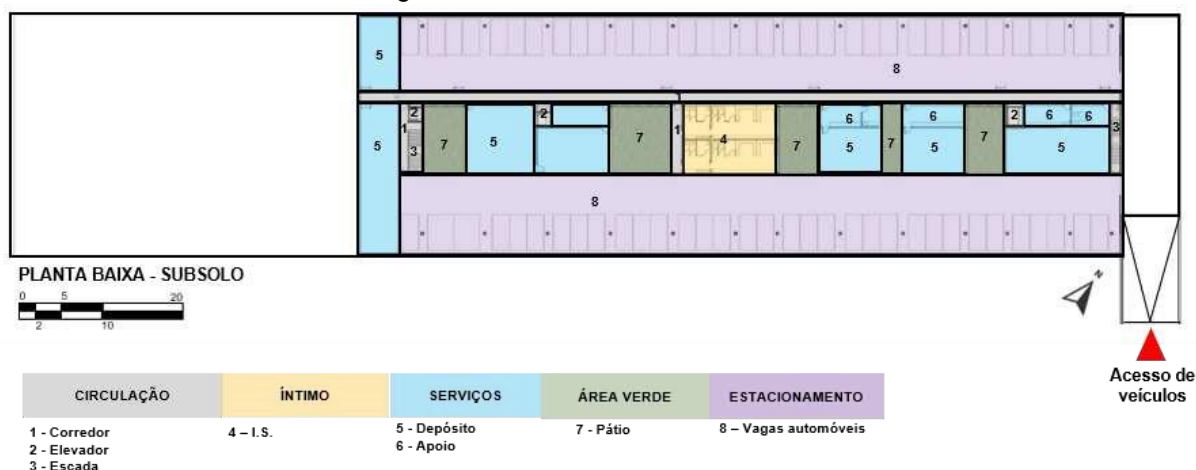 5
8
1
2
3
7
5
2
7
1
4
7
6
5
7
6
5
7
2
6
6
5
3
5
8
PLANTA BAIXA - SUBSOLO
0 5 20
2 10
N
Acesso de
veículos
CIRCULAÇÃO ÍNTIMO SERVIÇOS ÁREA VERDE ESTACIONAMENTO
1 - Corredor 4 – I.S. 5 - Depósito 7 - Pátio 8 – Vagas automóveis
2 - Elevador 6 - Apoio
3 - Escada